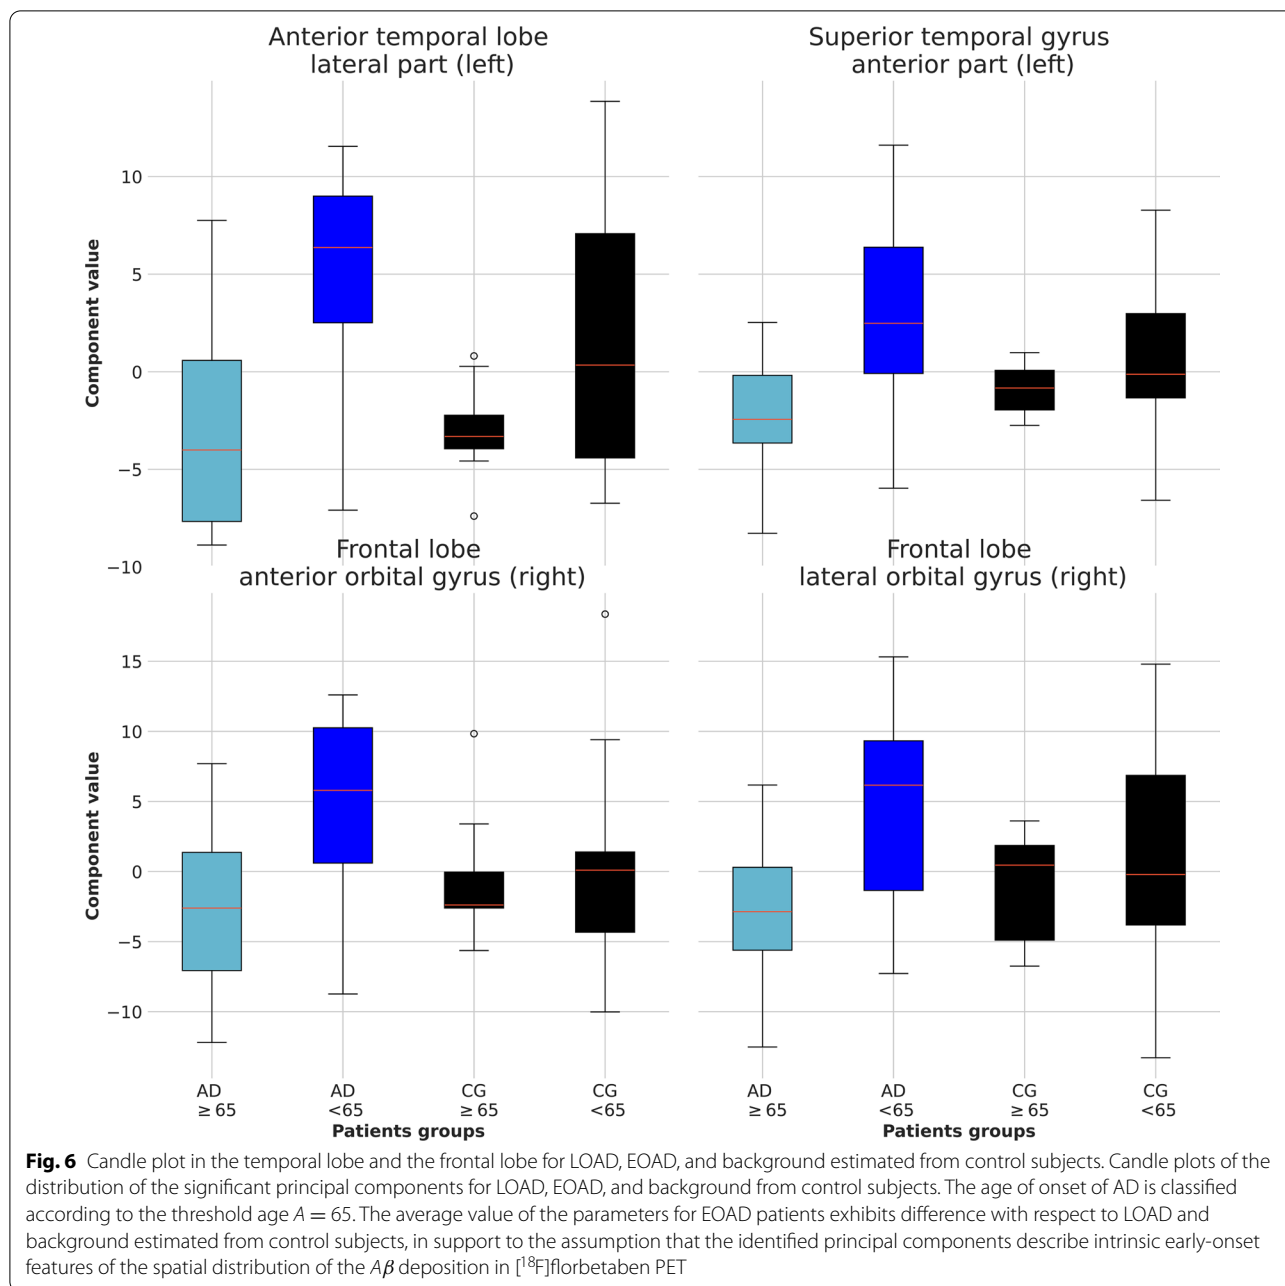 Anterior temporal lobe
lateral part (left)
Superior temporal gyrus
anterior part (left)
Component value
10
5
0
−5
−10
Frontal lobe
anterior orbital gyrus (right)
Frontal lobe
lateral orbital gyrus (right)
Component value
15
10
5
0
−5
−10
AD
≥ 65
AD
<65
CG
≥ 65
CG
<65
Patients groups
AD
≥ 65
AD
<65
CG
≥ 65
CG
<65
Patients groups
Fig. 6 Candle plot in the temporal lobe and the frontal lobe for LOAD, EOAD, and background estimated from control subjects. Candle plots of the
distribution of the significant principal components for LOAD, EOAD, and background from control subjects. The age of onset of AD is classified
according to the threshold age A = 65. The average value of the parameters for EOAD patients exhibits difference with respect to LOAD and
background estimated from control subjects, in support to the assumption that the identified principal components describe intrinsic early-onset
features of the spatial distribution of the Aβ deposition in [¹⁸F]florbetaben PET